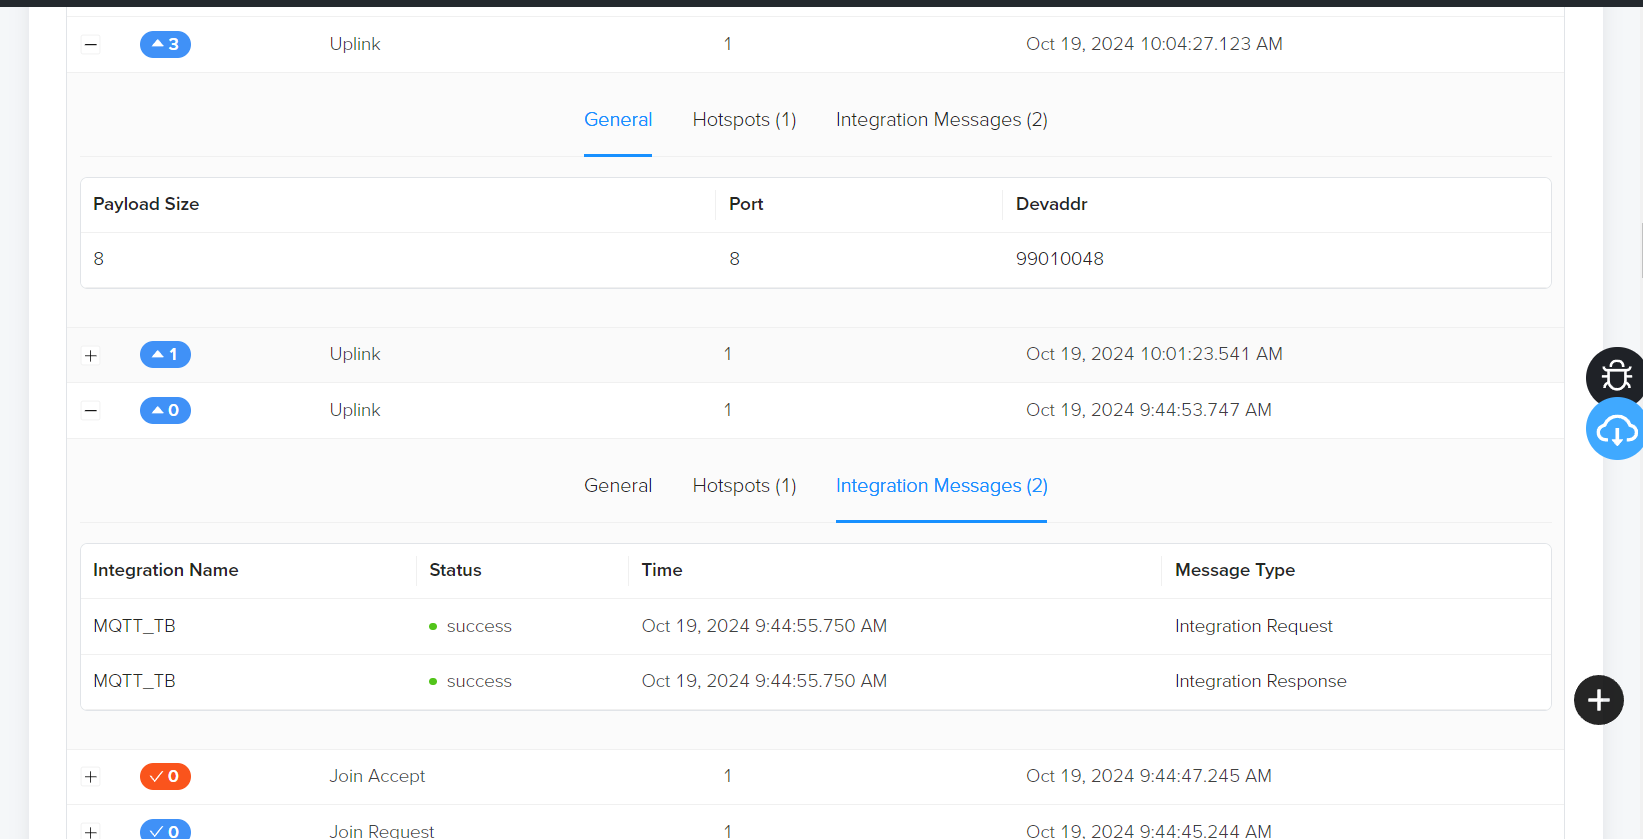 3 Uplink 1 Oct 19, 2024 10:04:27.123 AM
General Hotspots (1) Integration Messages (2)
Payload Size Port Devaddr
8 8 99010048
1 Uplink 1 Oct 19, 2024 10:01:23.541 AM
0 Uplink 1 Oct 19, 2024 9:44:53.747 AM
General Hotspots (1) Integration Messages (2)
Integration Name Status Time Message Type
MQTT_TB success Oct 19, 2024 9:44:55.750 AM Integration Request
MQTT_TB success Oct 19, 2024 9:44:55.750 AM Integration Response
0 Join Accept 1 Oct 19, 2024 9:44:47.245 AM
0 Join Request 1 Oct 19, 2024 9:44:45.244 AM